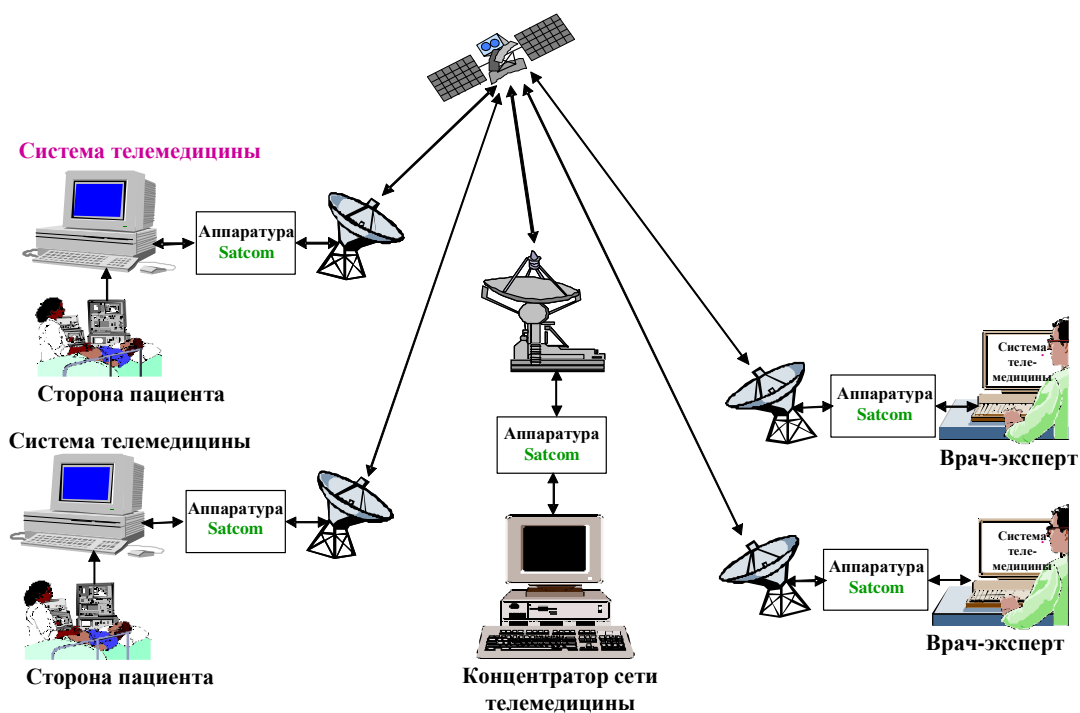 Система телемедицины
Аппаратура
Satcom
Сторона пациента
Система телемедицины
Аппаратура
Satcom
Сторона пациента
Аппаратура
Satcom
Концентратор сети
телемедицины
Аппаратура
Satcom
Система
теле-
медицины
Врач-эксперт
Аппаратура
Satcom
Система
теле-
медицины
Врач-эксперт